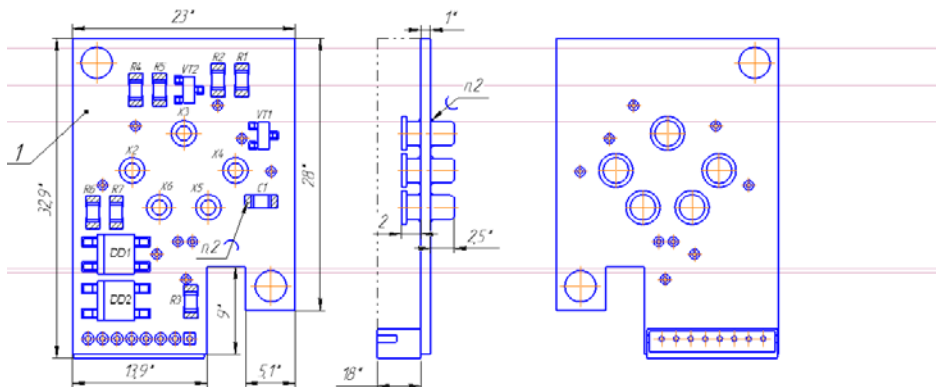 23*
1*
R4 R5 VT2 R2 R1
п.2
X3
VT1
1
X2 X4
32,9*
28*
R6 R7 X6 X5 C1
2
2,5*
п.2
DD1
DD2
R3
9*
13,9*
5,1*
18*